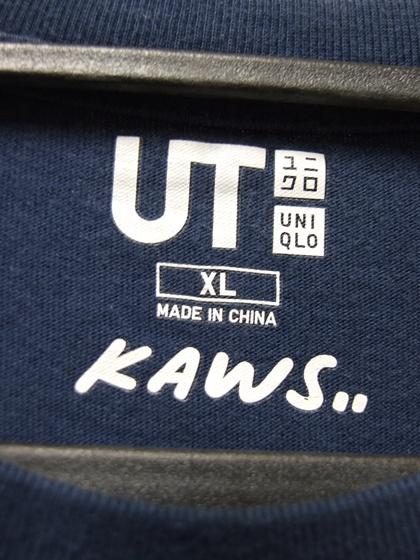 UT
ユニ
クロ
UNI
QLO
XL
MADE IN CHINA
KAWS..